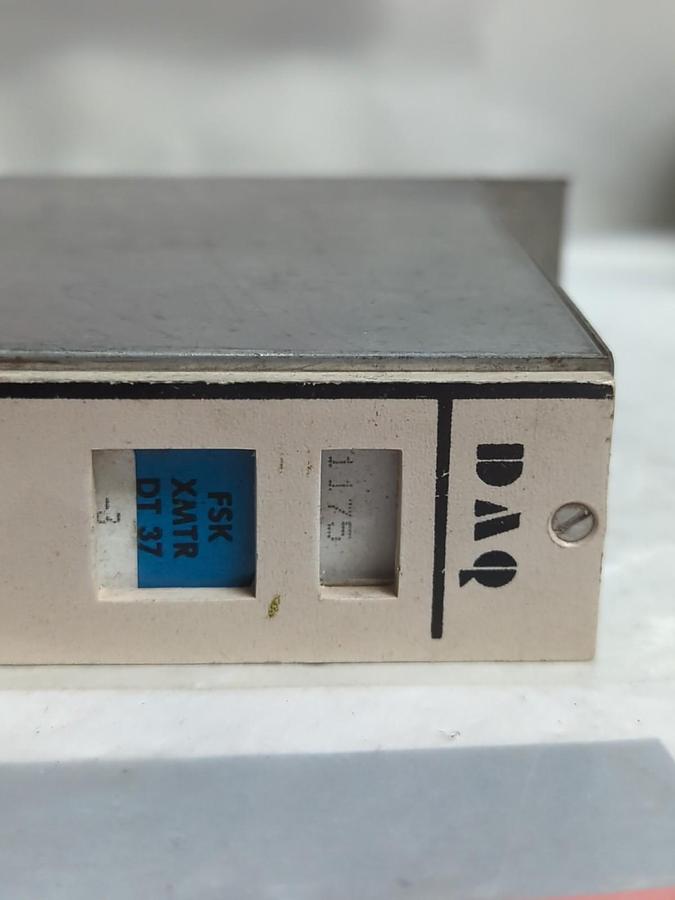 DAQ
1175
FSK
XMTR
DT 37
-3